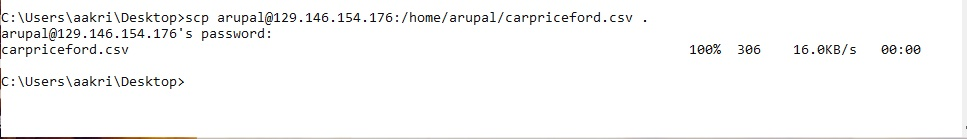 C:\Users\aakri\Desktop>scp arupal@129.146.154.176:/home/arupal/carpriceford.csv .
arupal@129.146.154.176's password:
carpriceford.csv 100% 306 16.0KB/s 00:00
C:\Users\aakri\Desktop>